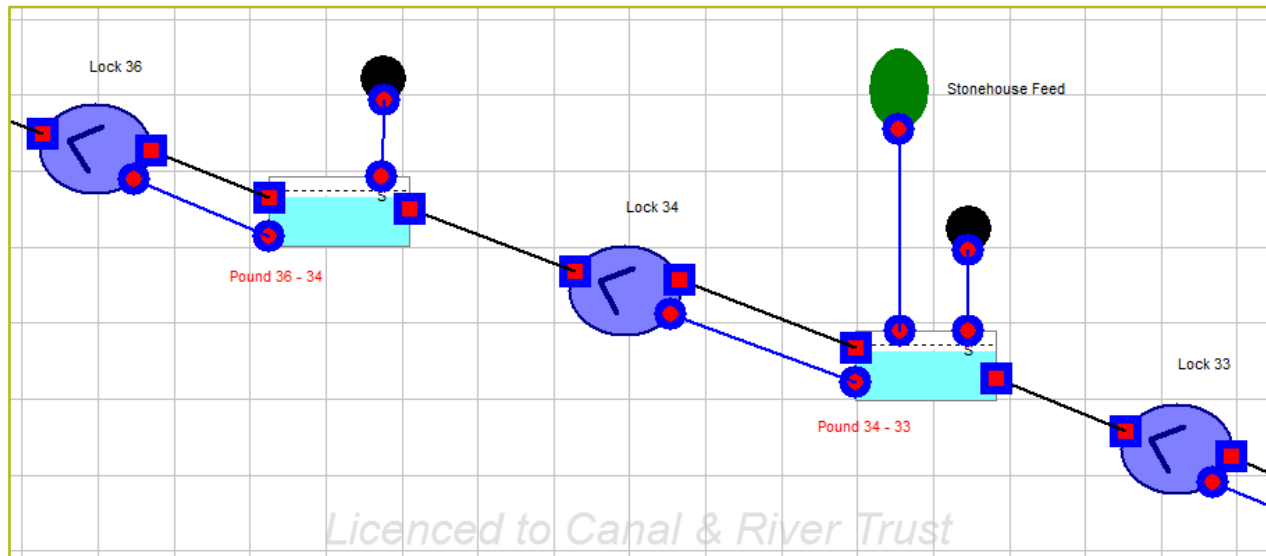 Lock 36
Stonehouse Feed
S
Lock 34
Pound 36 - 34
S
Lock 33
Pound 34 - 33
Licenced to Canal & River Trust